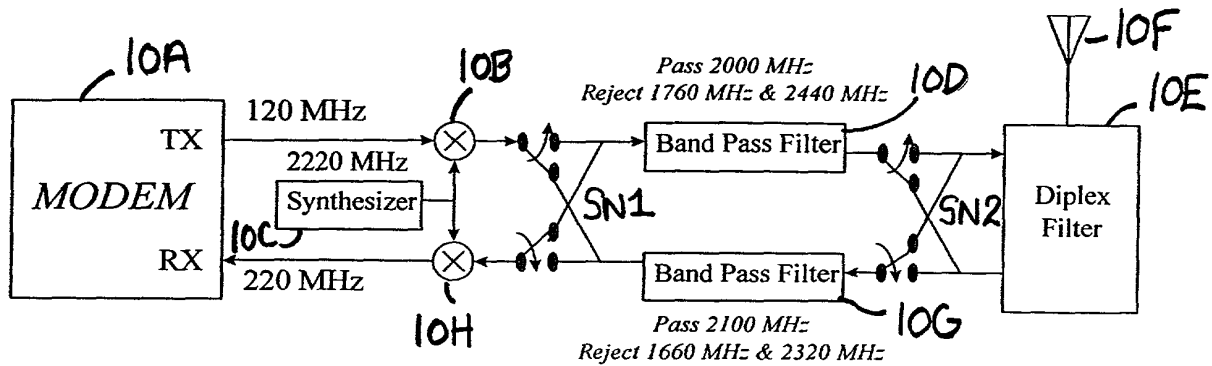 10A
TX
MODEM
RX
120 MHz
10B
2220 MHz
Synthesizer
10C
220 MHz
10H
SN1
Pass 2000 MHz
Reject 1760 MHz & 2440 MHz
10D
Band Pass Filter
Band Pass Filter
10G
Pass 2100 MHz
Reject 1660 MHz & 2320 MHz
SN2
10F
10E
Diplex
Filter